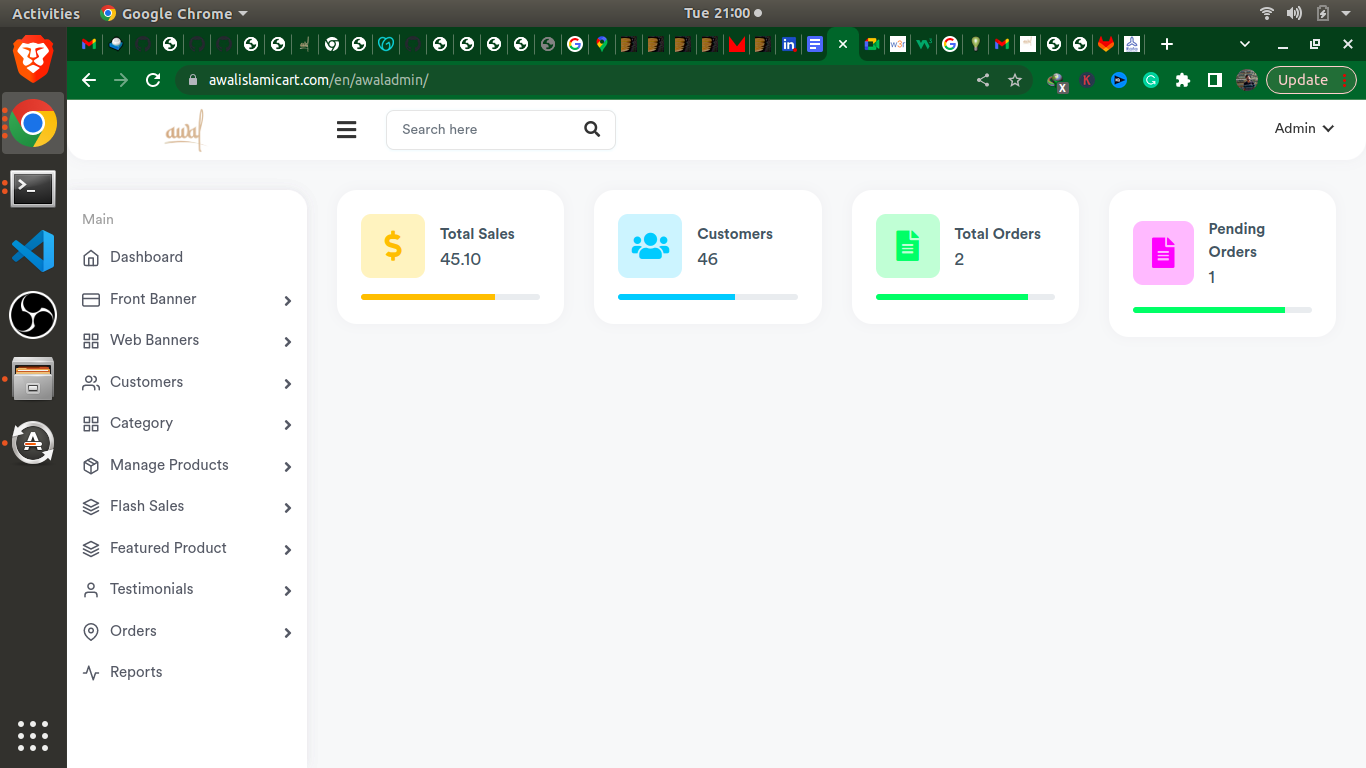 Activities
Google Chrome
Tue 21:00
awalislamicart.com/en/awaladmin/
Update
awal
Search here
Admin
Main
Dashboard
Front Banner
Web Banners
Customers
Category
Manage Products
Flash Sales
Featured Product
Testimonials
Orders
Reports
Total Sales
45.10
Customers
46
Total Orders
2
Pending
Orders
1